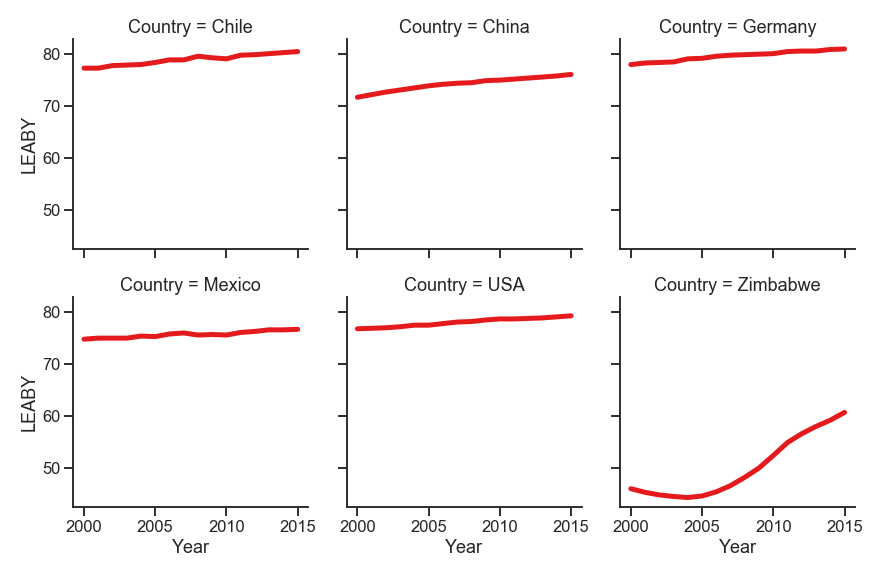 Country = Chile
Country = China
Country = Germany
80
70
60
50
LEABY
Country = Mexico
Country = USA
Country = Zimbabwe
80
70
60
50
LEABY
2000 2005 2010 2015
2000 2005 2010 2015
2000 2005 2010 2015
Year
Year
Year